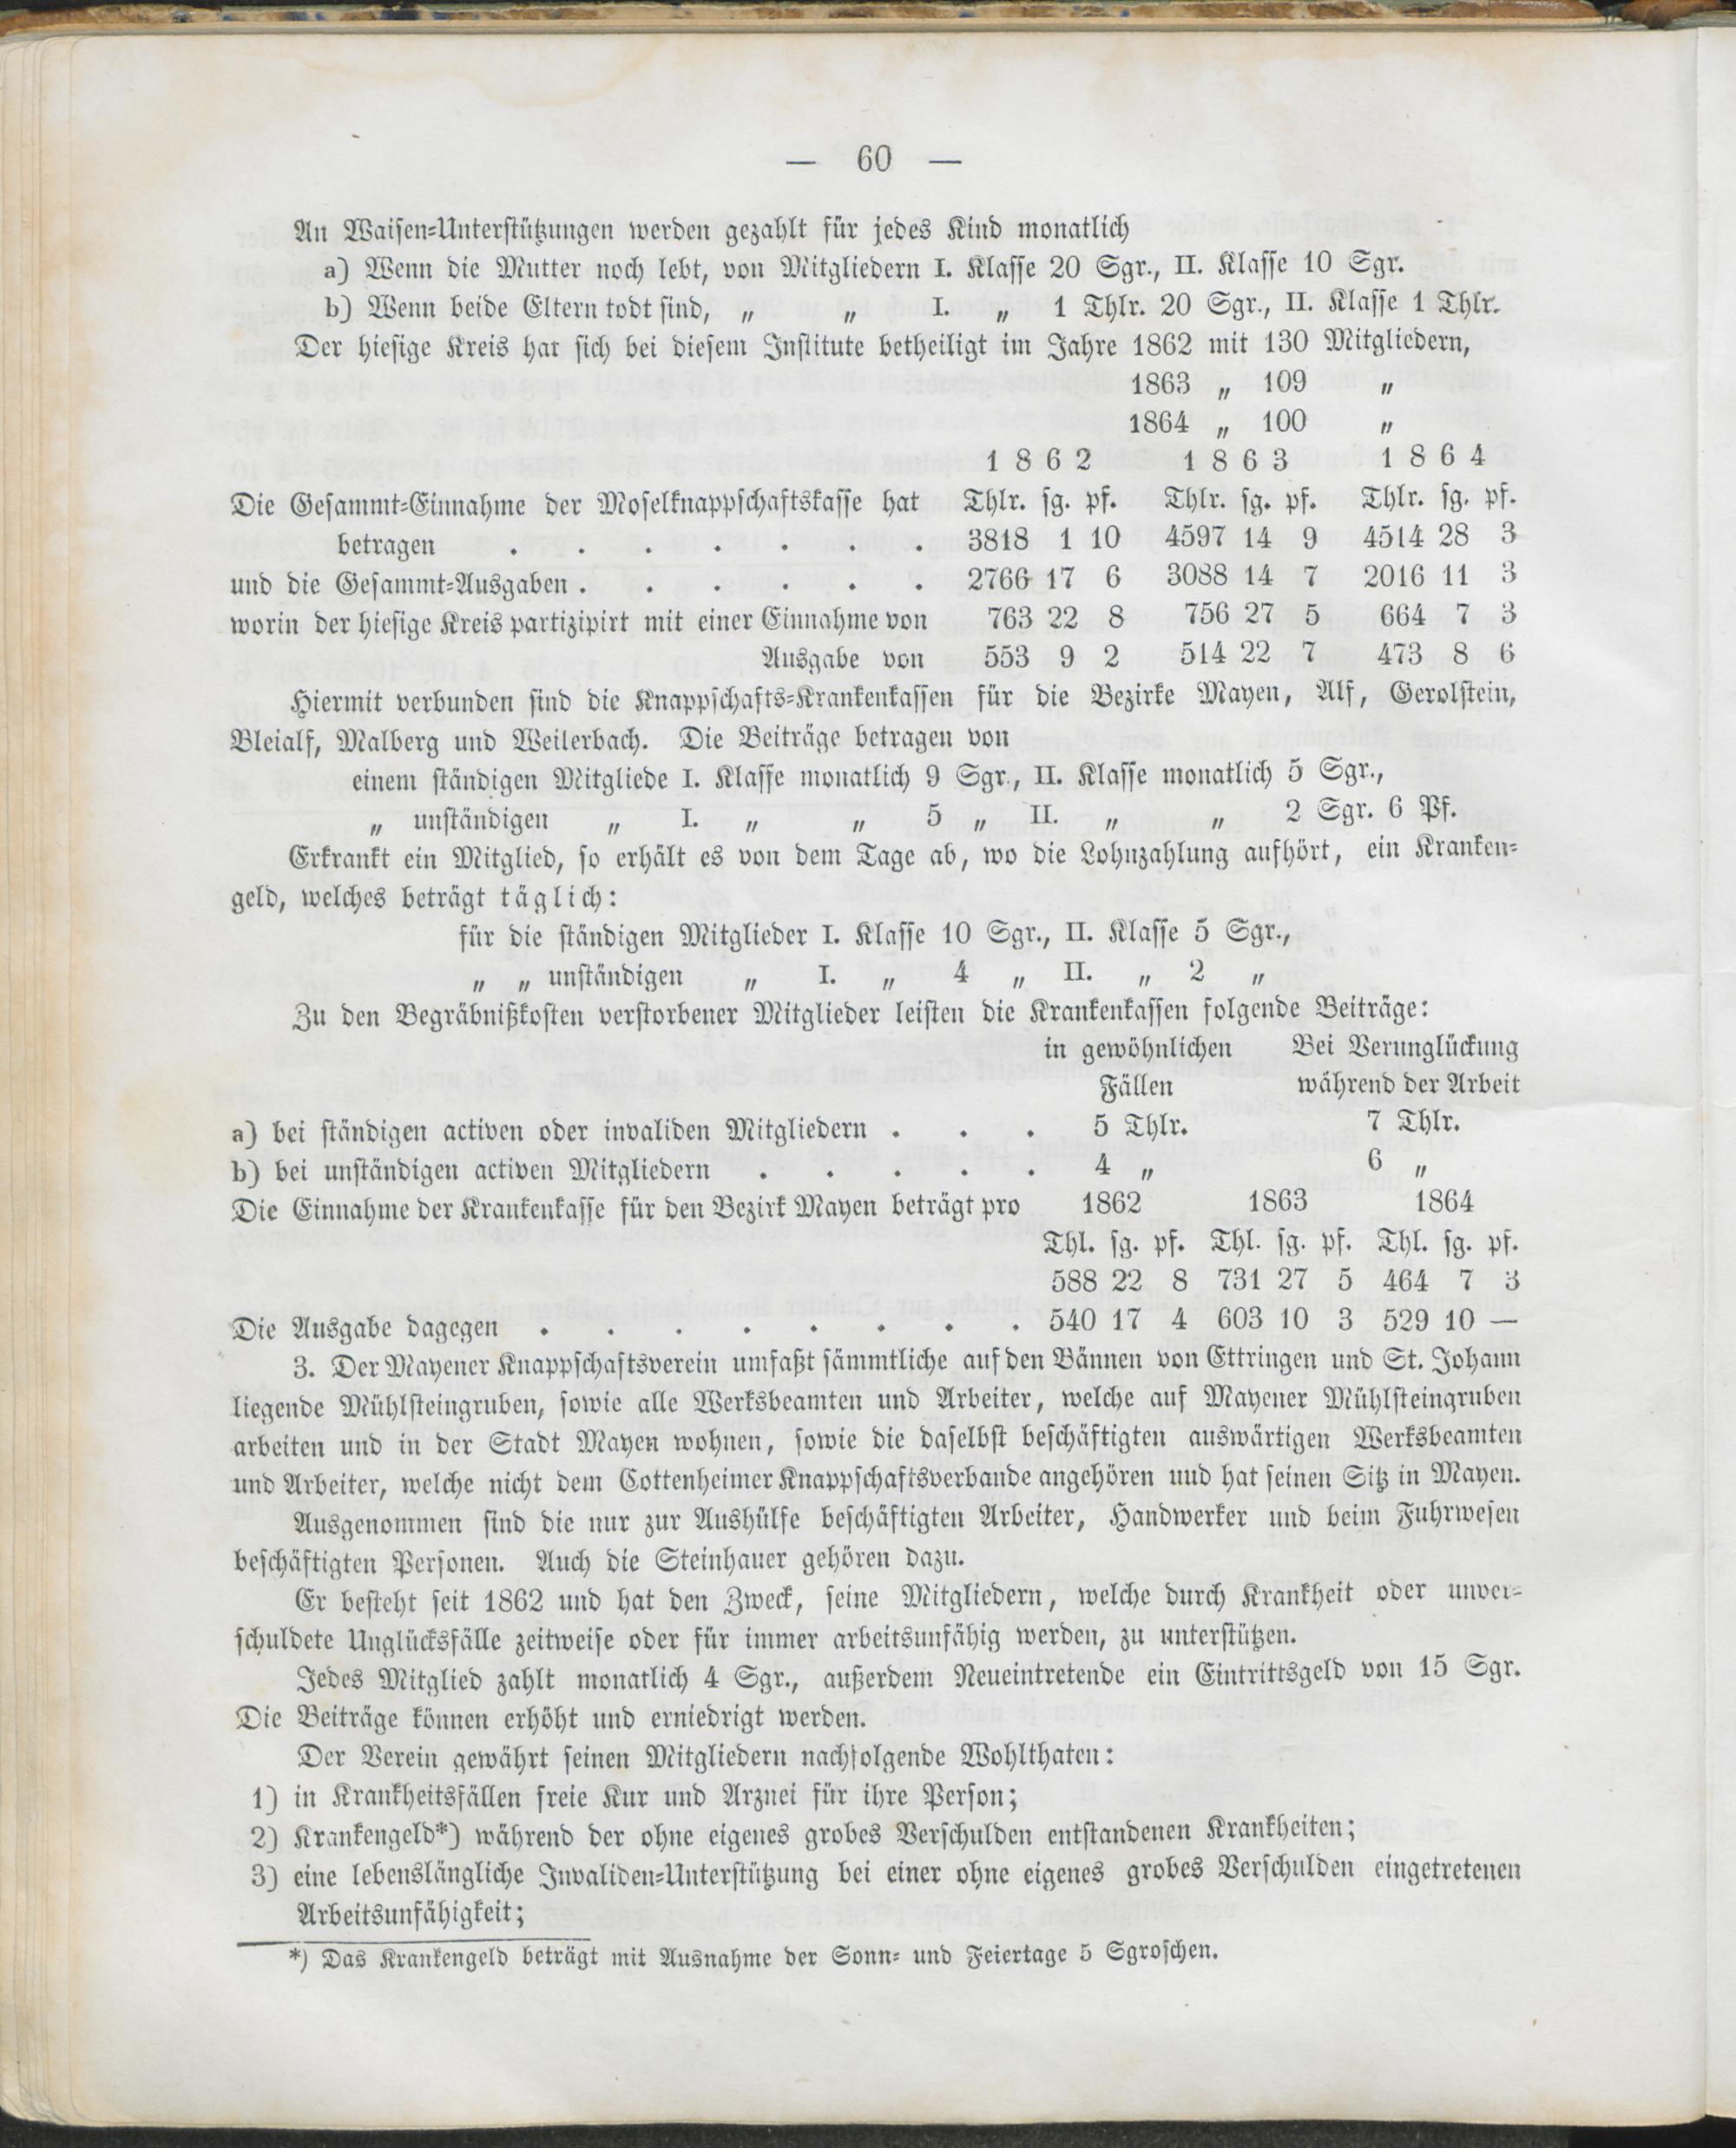 — 60 —
An Waisen-Unterstützungen werden gezahlt für jedes Kind monatlich
a) Wenn die Mutter noch lebt, von Mitgliedern I. Klasse 20 Sgr., II. Klasse 10 Sgr.
b) Wenn beide Eltern todt sind, „ „ I. „ 1 Thlr. 20 Sgr., II. Klasse 1 Thlr.
Der hiesige Kreis har sich bei diesem Institute betheiligt im Jahre 1862 mit 130 Mitgliedern,
1863 „ 109 „
1864 „ 100 „
1862 1863 1864
Die Gesammt-Einnahme der Moselknappschaftskasse hat Thlr. sg. pf. Thlr. sg. pf. Thlr. sg. pf.
betragen . . . . . . . 3818 1 10 4597 14 9 4514 28 3
und die Gesammt-Ausgaben . . . . . . 2766 17 6 3088 14 7 2016 11 3
worin der hiesige Kreis partizipirt mit einer Einnahme von 763 22 8 756 27 5 664 7 3
Ausgabe von 553 9 2 514 22 7 473 8 6
Hiermit verbunden sind die Knappschafts-Krankenkassen für die Bezirke Mayen, Alf, Gerolstein,
Bleialf, Malberg und Weilerbach. Die Beiträge betragen von
einem ständigen Mitgliede I. Klasse monatlich 9 Sgr., II. Klasse monatlich 5 Sgr.,
„ unständigen „ I. „ „ 5 „ II. „ „ 2 Sgr. 6 Pf.
Erkrankt ein Mitglied, so erhält es von dem Tage ab, wo die Lohnzahlung aufhört, ein Kranken-
geld, welches beträgt täglich:
für die ständigen Mitglieder I. Klasse 10 Sgr., II. Klasse 5 Sgr.,
„ „ unständigen „ I. „ 4 „ II. „ 2 „
Zu den Begräbnißkosten verstorbener Mitglieder leisten die Krankenkassen folgende Beiträge:
in gewöhnlichen Bei Verunglückung
Fällen während der Arbeit
a) bei ständigen activen oder invaliden Mitgliedern . . . 5 Thlr. 7 Thlr.
b) bei unständigen activen Mitgliedern . . . . . 4 „ 6 „
Die Einnahme der Krankenkasse für den Bezirk Mayen beträgt pro 1862 1863 1864
Thl. sg. pf. Thl. sg. pf. Thl. sg. pf.
588 22 8 731 27 5 464 7 3
Die Ausgabe dagegen . . . . . . . . 540 17 4 603 10 3 529 10 —
3. Der Mayener Knappschaftsverein umfaßt sämmtliche auf den Bännen von Ettringen und St. Johann
liegende Mühlsteingruben, sowie alle Werksbeamten und Arbeiter, welche auf Mayener Mühlsteingruben
arbeiten und in der Stadt Mayen wohnen, sowie die daselbst beschäftigten auswärtigen Werksbeamten
und Arbeiter, welche nicht dem Cottenheimer Knappschaftsverbande angehören uud hat seinen Sitz in Mayen.
Ausgenommen sind die nur zur Aushülfe beschäftigten Arbeiter, Handwerker und beim Fuhrwesen
beschäftigten Personen. Auch die Steinhauer gehören dazu.
Er besteht seit 1862 und hat den Zweck, seine Mitgliedern, welche durch Krankheit oder unver-
schuldete Unglücksfälle zeitweise oder für immer arbeitsunfähig werden, zu unterstützen.
Jedes Mitglied zahlt monatlich 4 Sgr., außerdem Neueintretende ein Eintrittsgeld von 15 Sgr.
Die Beiträge können erhöht und erniedrigt werden.
Der Verein gewährt seinen Mitgliedern nachfolgende Wohlthaten:
1) in Krankheitsfällen freie Kur und Arznei für ihre Person;
2) Krankengeld*) während der ohne eigenes grobes Verschulden entstandenen Krankheiten;
3) eine lebenslängliche Invaliden-Unterstützung bei einer ohne eigenes grobes Verschulden eingetretenen
Arbeitsunfähigkeit;
*) Das Krankengeld beträgt mit Ausnahme der Sonn- und Feiertage 5 Sgroschen.